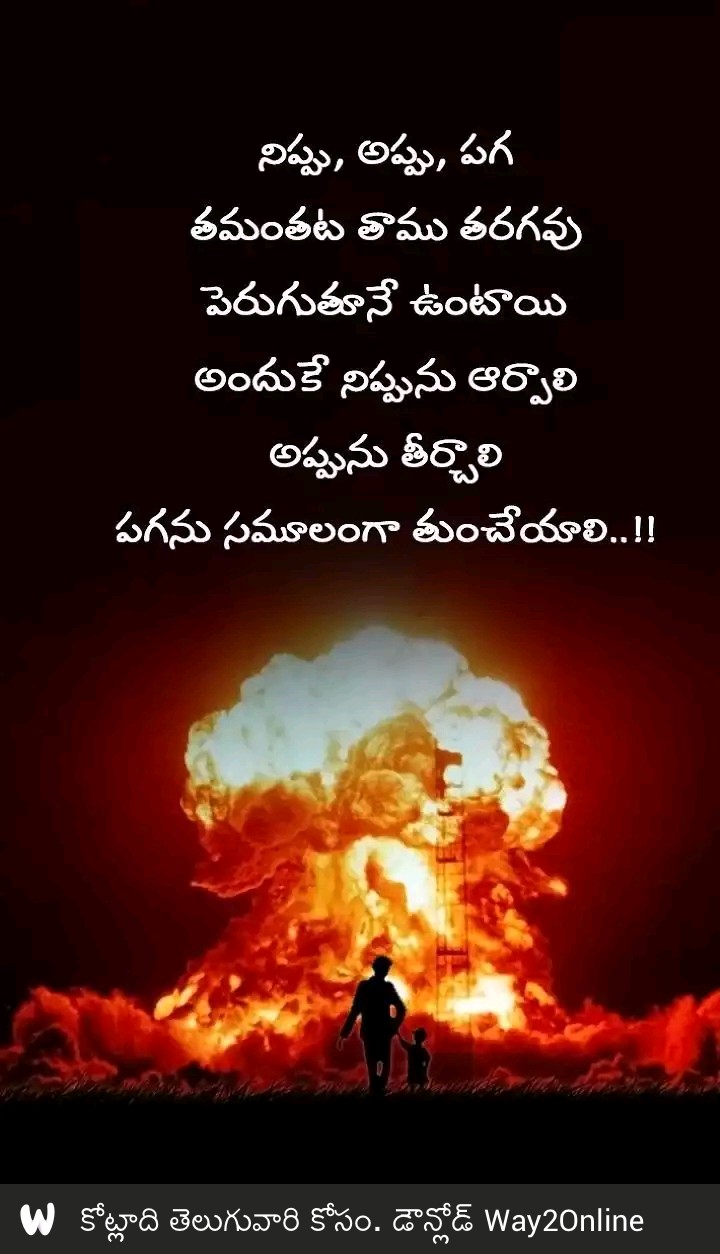 నిప్పు, అప్పు, పగ
తమంతట తాము తరగవు
పెరుగుతూనే ఉంటాయి
అందుకే నిప్పును ఆర్పాలి
అప్పును తీర్చాలి
పగను సమూలంగా తుంచేయాలి..!!
W కోట్లాది తెలుగువారి కోసం. డౌన్లోడ్ Way2Online